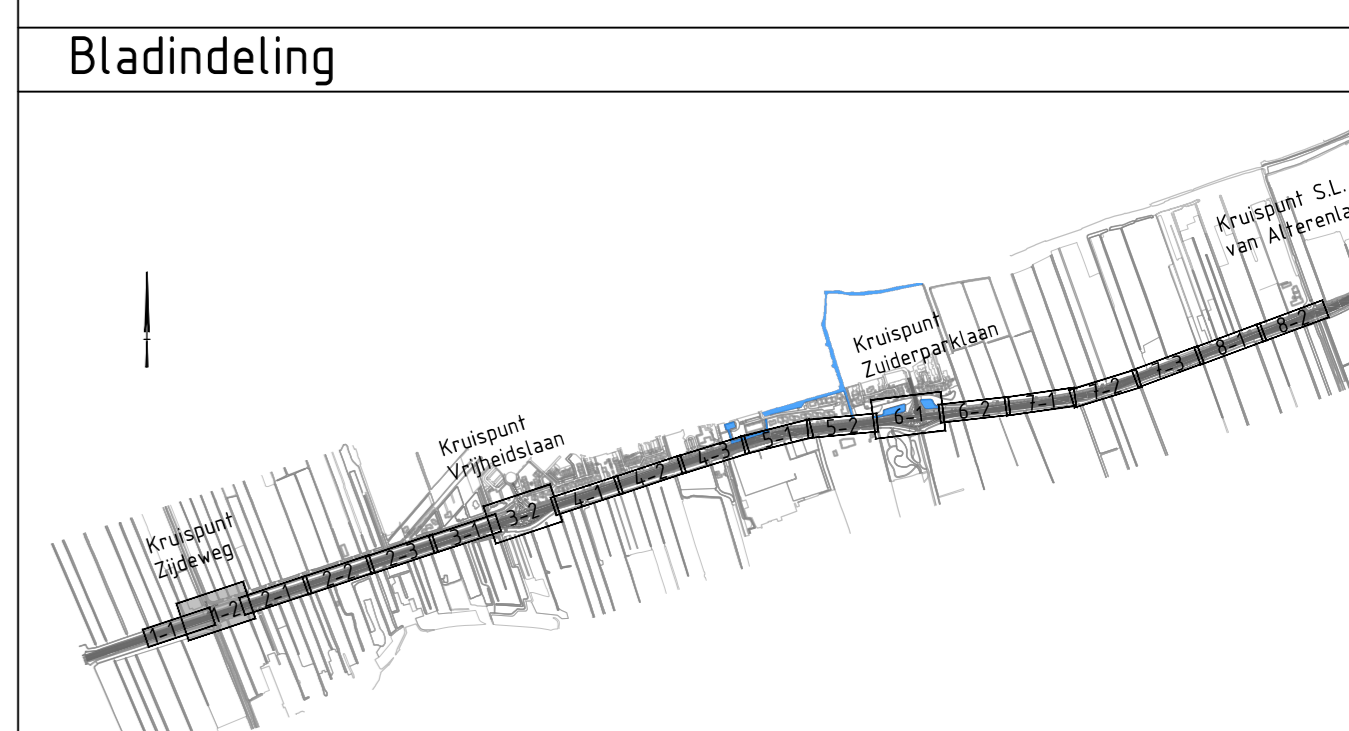 Bladindeling
Kruispunt S.L.
van
Kruispunt
Zuiderparklaan
Kruispunt
Vrijheidslaan
Kruispunt
Zijdeweg
1-1
1-2
2-1
2-2
2-3
3-1
3-2
4-1
4-2
4-3
5-1
5-2
6-1
6-2
7-1
7-2
7-3
8-1
8-2